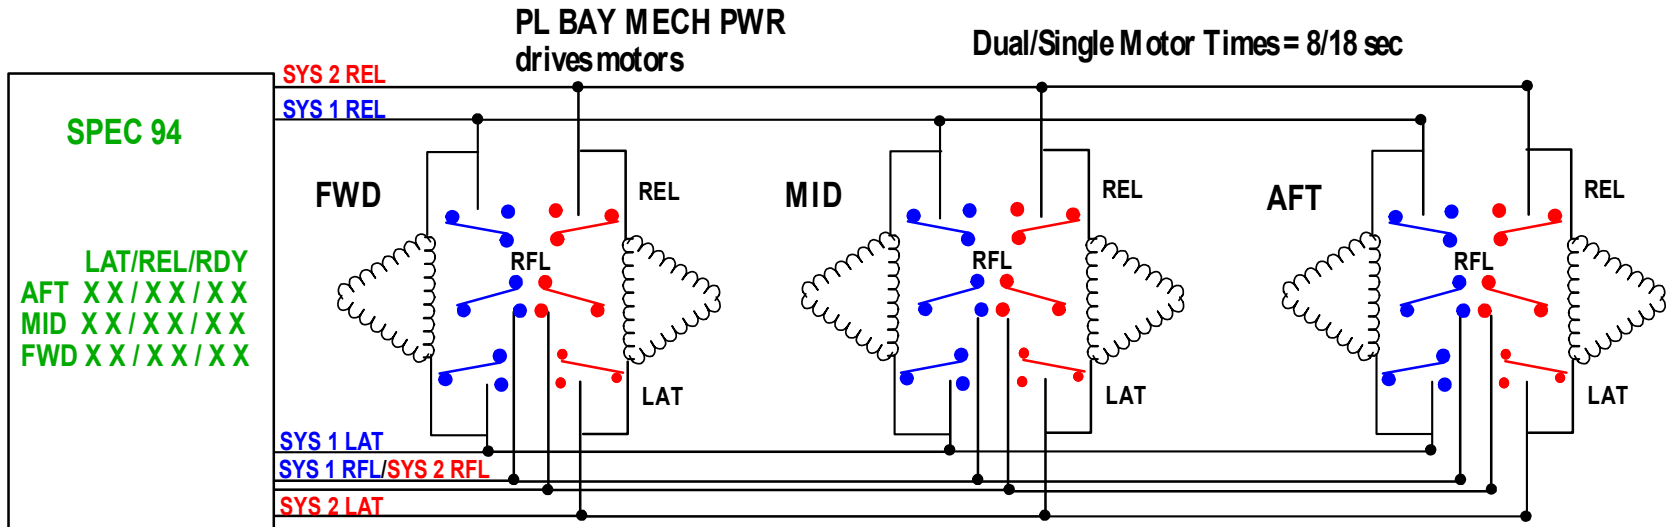 PL BAY MECH PWR
drives motors
Dual/Single Motor Times = 8/18 sec
SYS 2 REL
SYS 1 REL
SPEC 94
FWD
REL
MID
REL
AFT
REL
RFL
RFL
RFL
LAT/REL/RDY
AFT X X / X X / X X
MID X X / X X / X X
FWD X X / X X / X X
LAT
LAT
LAT
SYS 1 LAT
SYS 1 RFL/SYS 2 RFL
SYS 2 LAT